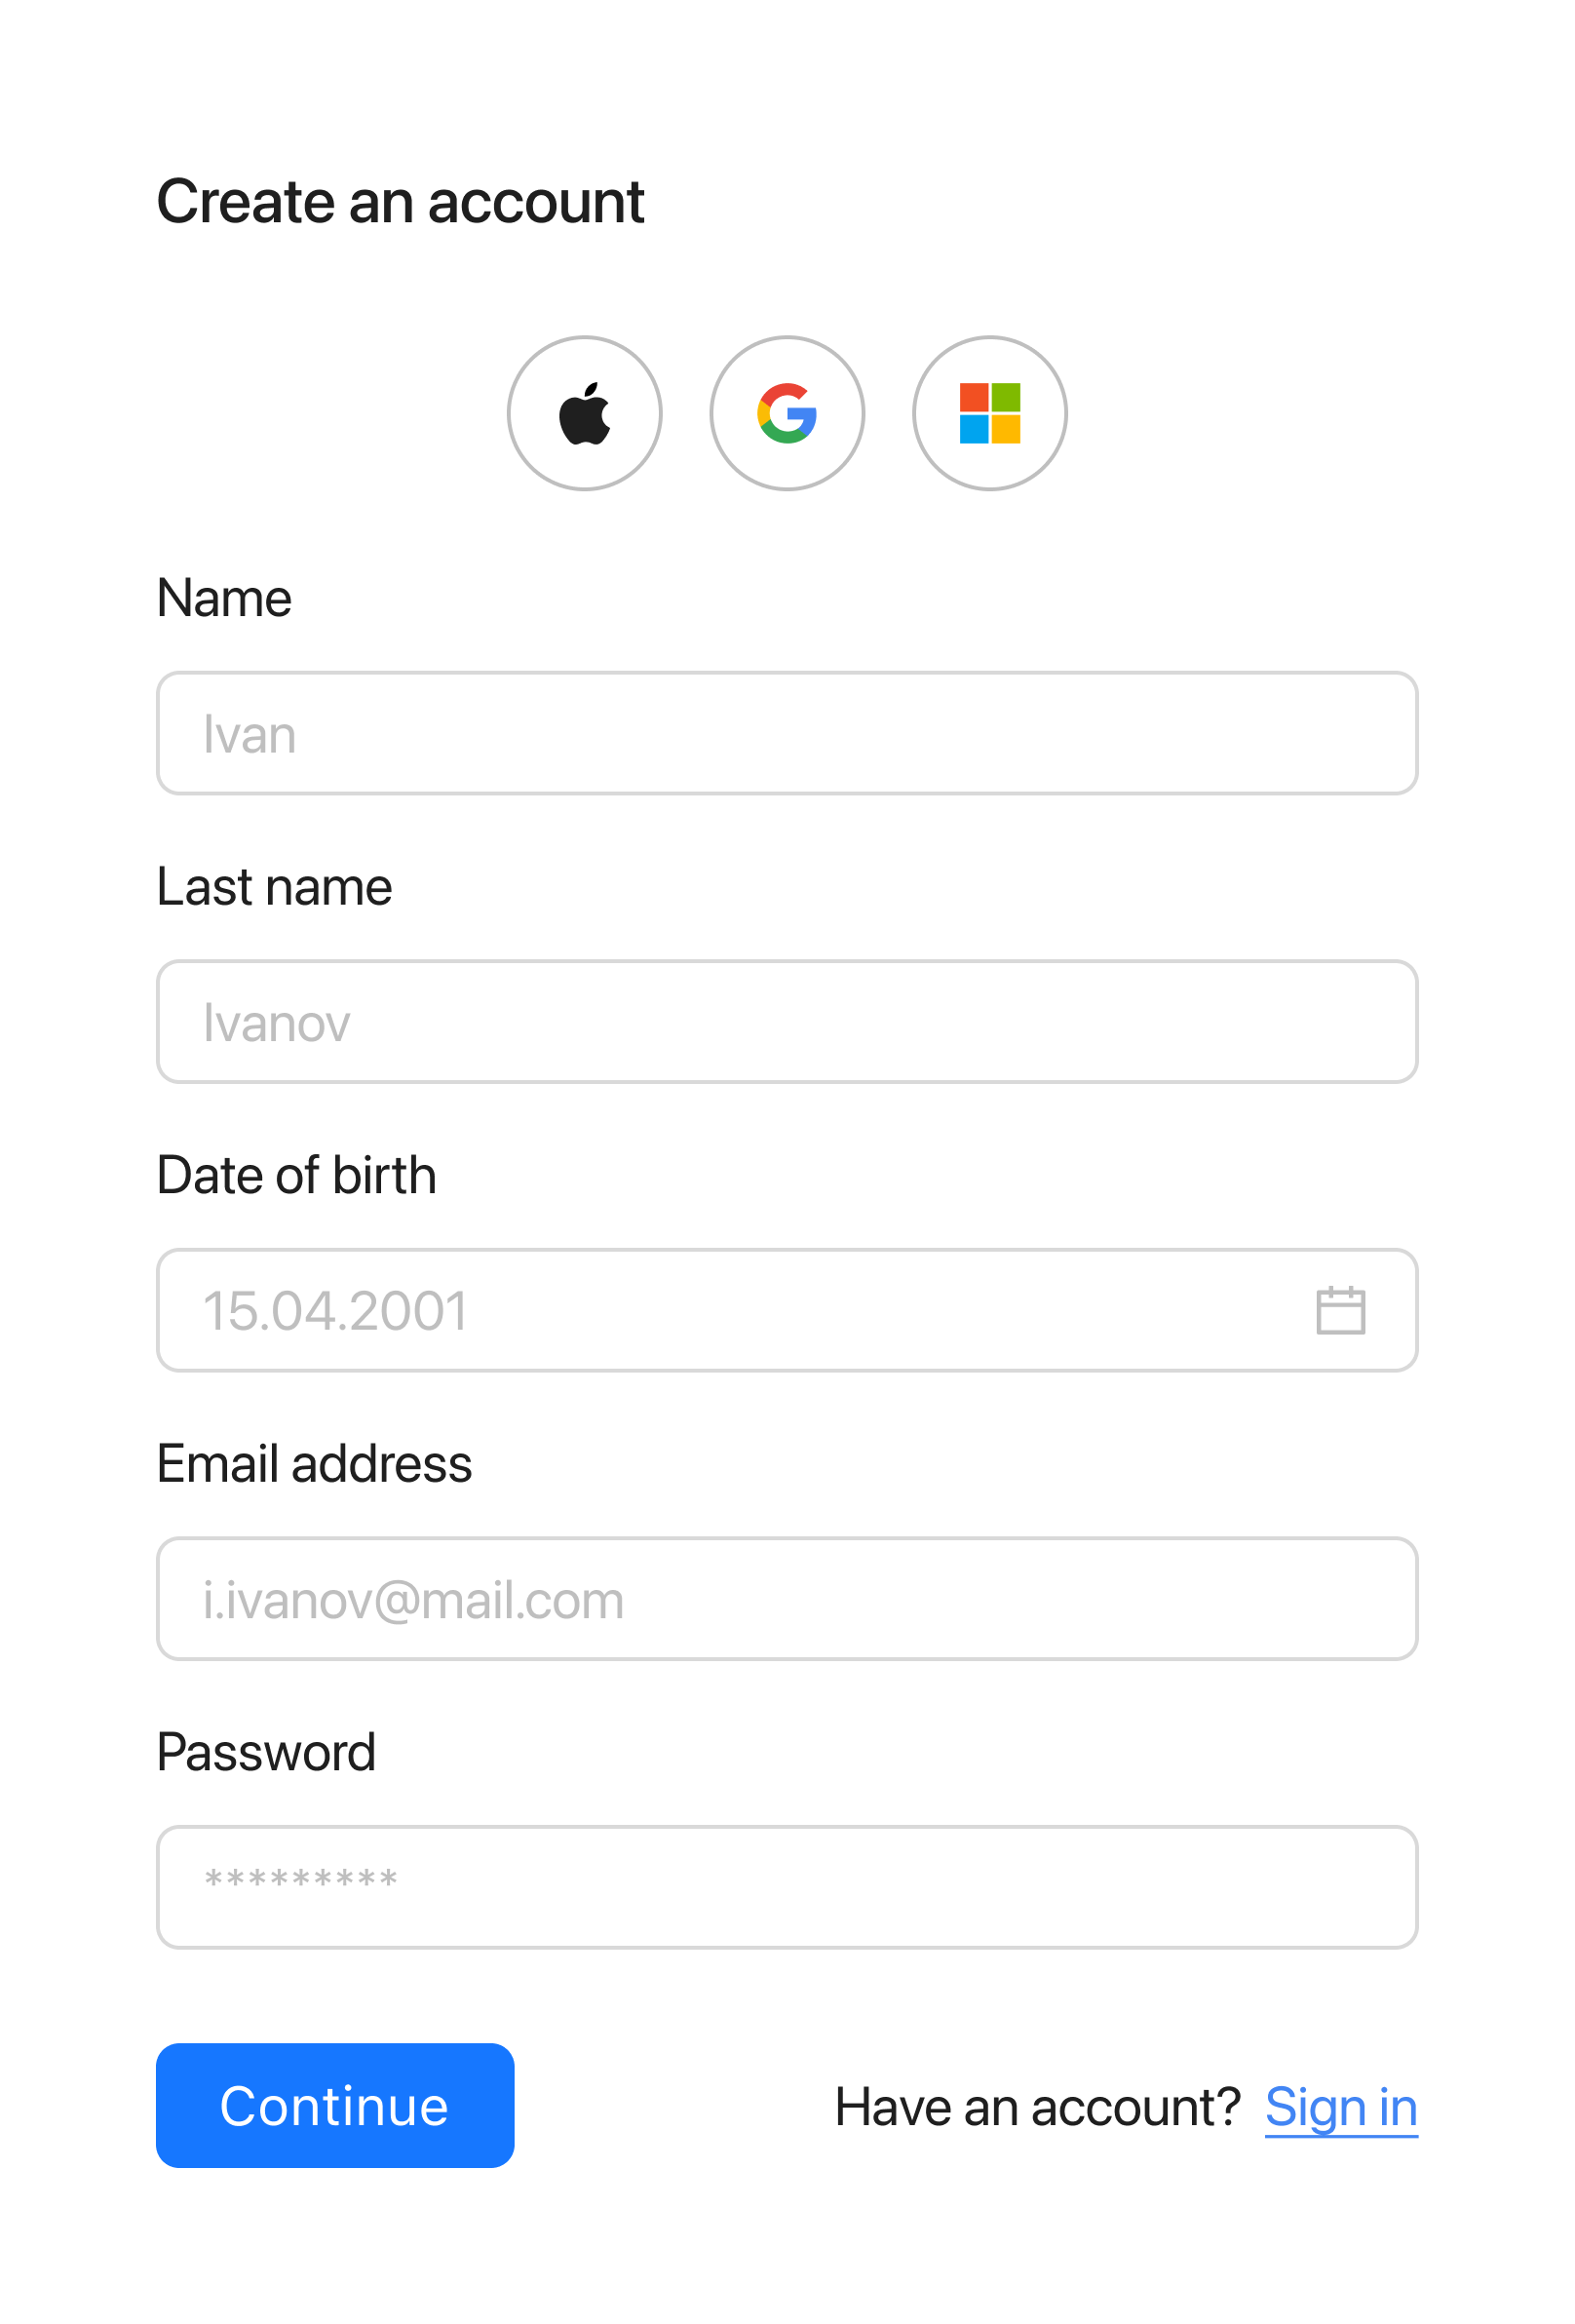 Create an account
Name
Ivan
Last name
Ivanov
Date of birth
15.04.2001
Email address
i.ivanov@mail.com
Password
*********
Continue
Have an account? Sign in